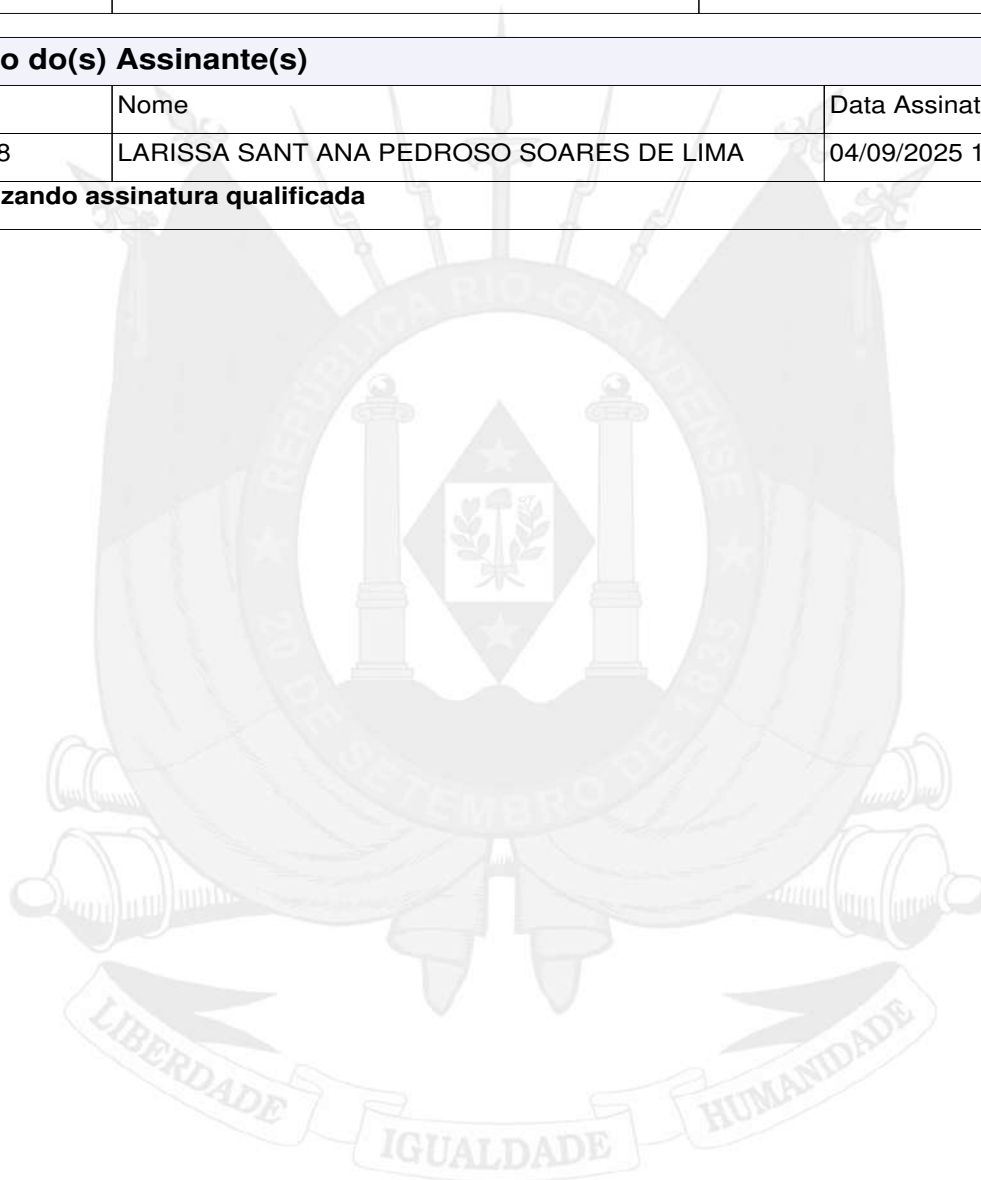 o do(s) Assinante(s)
Nome Data Assinat
8 LARISSA SANT ANA PEDROSO SOARES DE LIMA 04/09/2025 1
zando assinatura qualificada
REPÚBLICA RIO-GRANDENSE
20 DE SETEMBRO DE 1835
LIBERDADE IGUALDADE HUMANIDADE